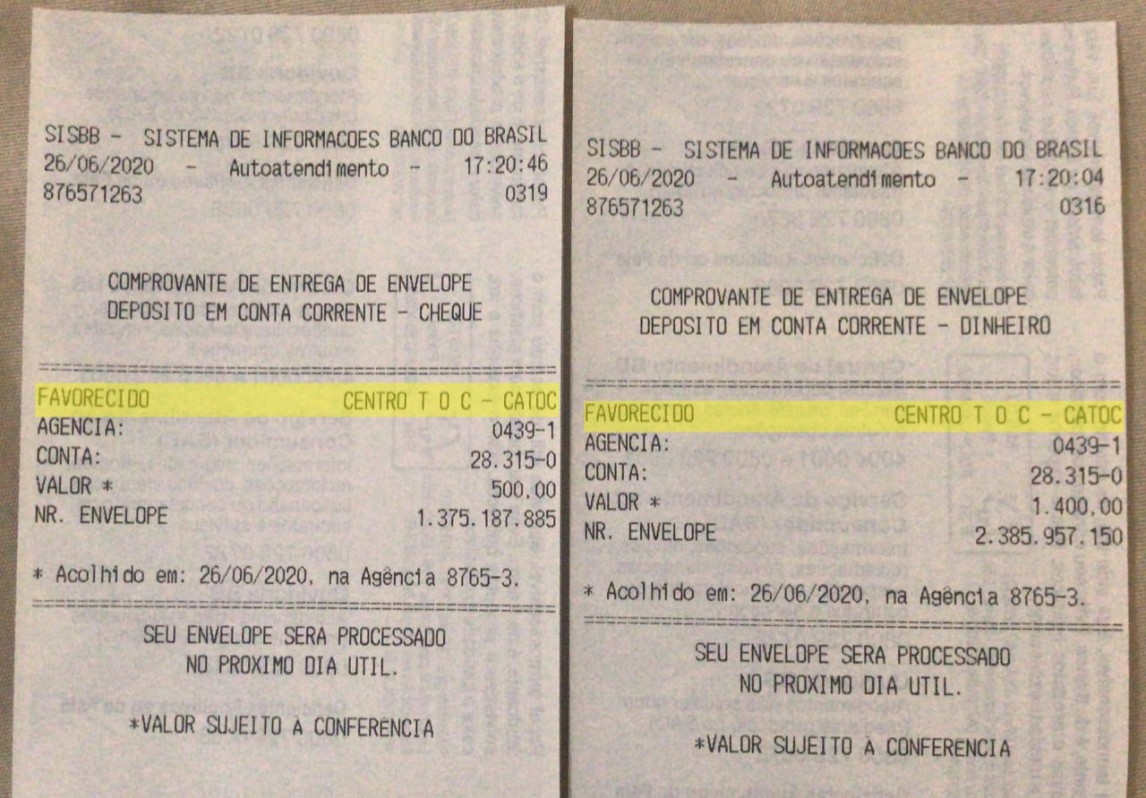 SISBB - SISTEMA DE INFORMACOES BANCO DO BRASIL
26/06/2020 - Autoatendimento - 17:20:46
876571263 0319
COMPROVANTE DE ENTREGA DE ENVELOPE
DEPOSITO EM CONTA CORRENTE - CHEQUE
FAVORECIDO CENTRO T O C - CATOC
AGENCIA: 0439-1
CONTA: 28.315-0
VALOR * 500,00
NR. ENVELOPE 1.375.187.885
* Acolhido em: 26/06/2020, na Agência 8765-3.
SEU ENVELOPE SERA PROCESSADO
NO PROXIMO DIA UTIL.
*VALOR SUJEITO À CONFERÊNCIA
SISBB - SISTEMA DE INFORMACOES BANCO DO BRASIL
26/06/2020 - Autoatendimento - 17:20:04
876571263 0316
COMPROVANTE DE ENTREGA DE ENVELOPE
DEPOSITO EM CONTA CORRENTE - DINHEIRO
FAVORECIDO CENTRO T O C - CATOC
AGENCIA: 0439-1
CONTA: 28.315-0
VALOR * 1.400,00
NR. ENVELOPE 2.385.957.150
* Acolhido em: 26/06/2020, na Agência 8765-3.
SEU ENVELOPE SERA PROCESSADO
NO PROXIMO DIA UTIL.
*VALOR SUJEITO À CONFERÊNCIA